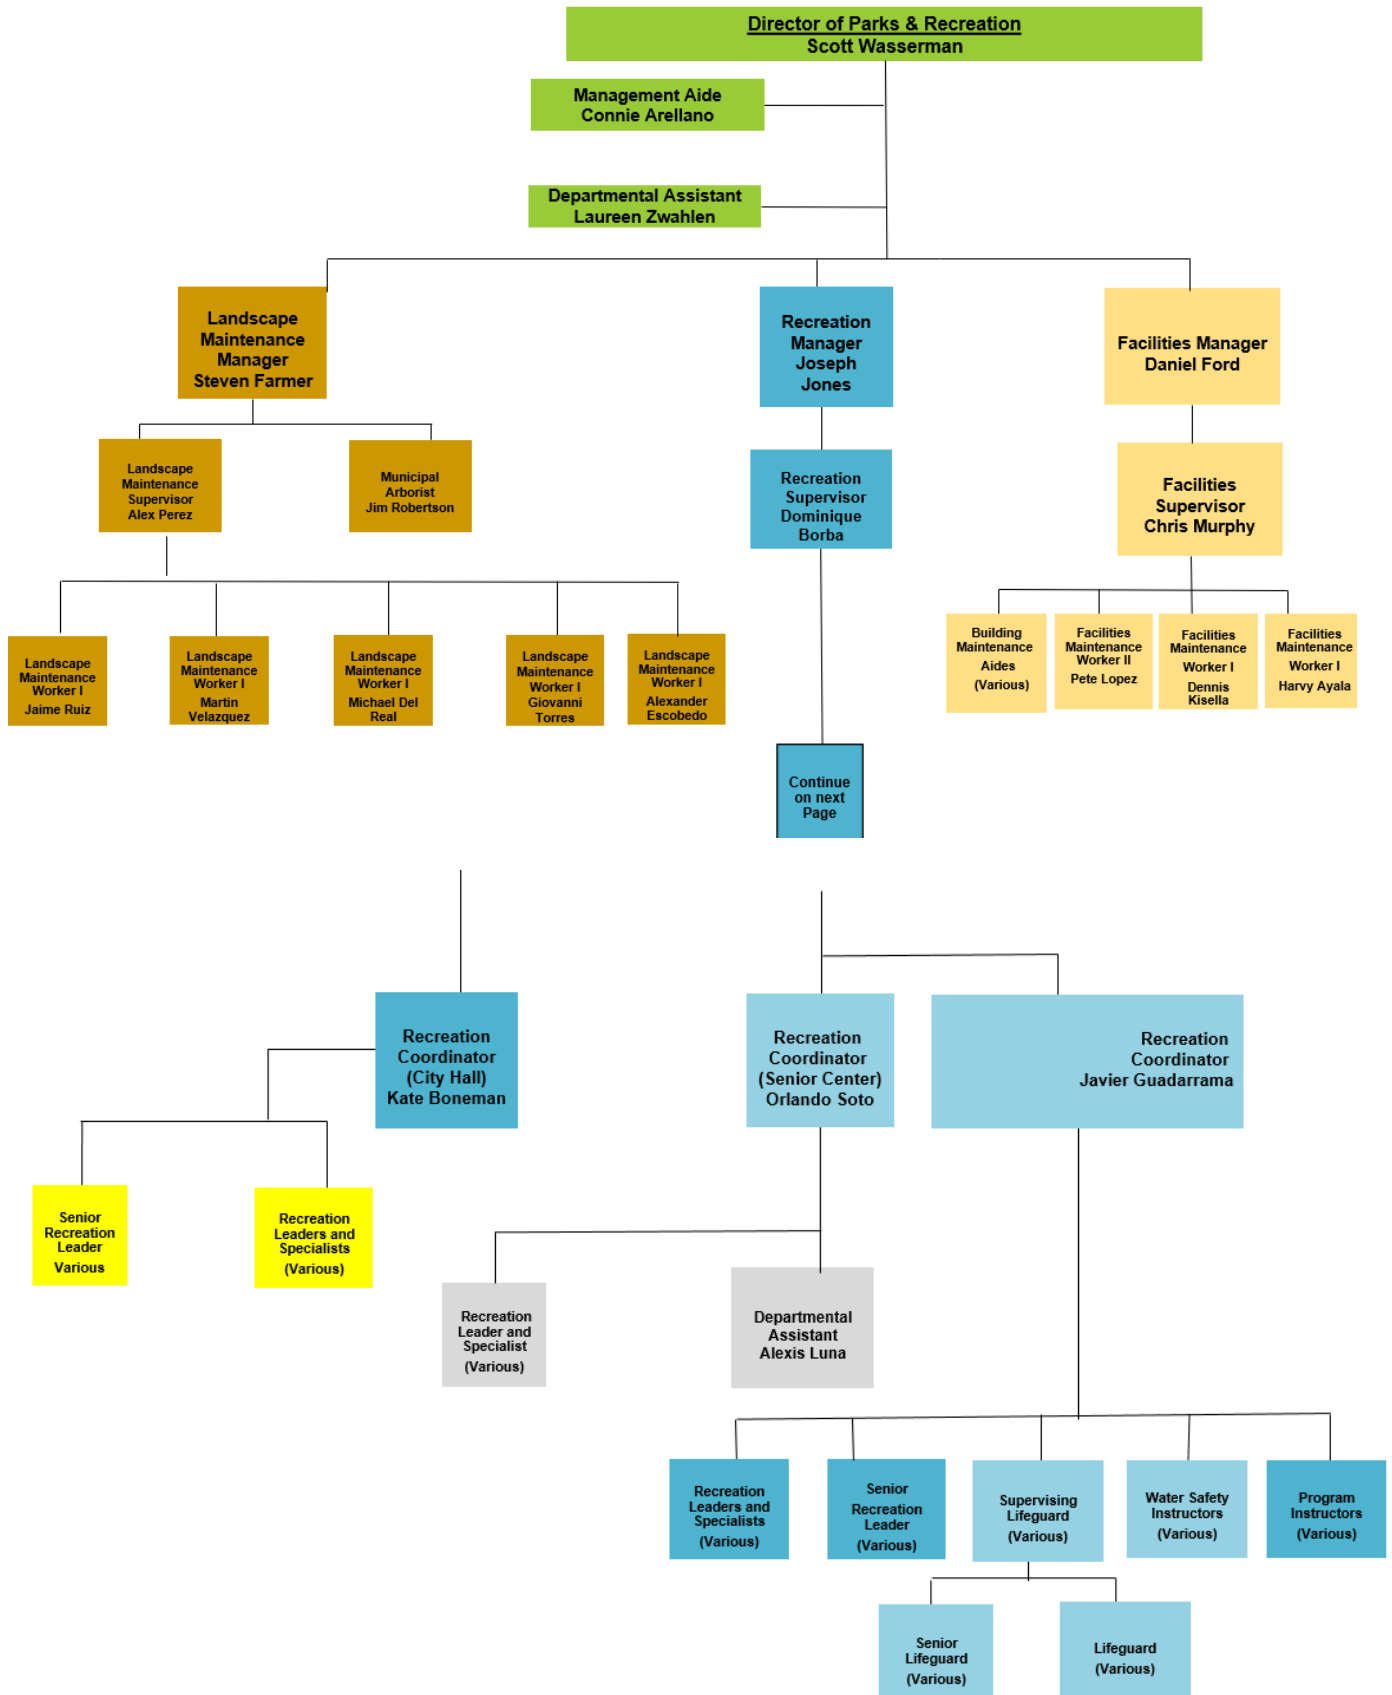 Director of Parks & Recreation
Scott Wasserman
Management Aide
Connie Arellano
Departmental Assistant
Laureen Zwahlen
Landscape
Maintenance
Manager
Steven Farmer
Recreation
Manager
Joseph
Jones
Facilities Manager
Daniel Ford
Landscape
Maintenance
Supervisor
Alex Perez
Municipal
Arborist
Jim Robertson
Recreation
Supervisor
Dominique
Borba
Facilities
Supervisor
Chris Murphy
Landscape
Maintenance
Worker I
Jaime Ruiz
Landscape
Maintenance
Worker I
Martin
Velazquez
Landscape
Maintenance
Worker I
Michael Del
Real
Landscape
Maintenance
Worker I
Giovanni
Torres
Landscape
Maintenance
Worker I
Alexander
Escobedo
Building
Maintenance
Aides
(Various)
Facilities
Maintenance
Worker II
Pete Lopez
Facilities
Maintenance
Worker I
Dennis
Kisella
Facilities
Maintenance
Worker I
Harvy Ayala
Continue
on next
Page
Recreation
Coordinator
(City Hall)
Kate Boneman
Recreation
Coordinator
(Senior Center)
Orlando Soto
Recreation
Coordinator
Javier Guadarrama
Senior
Recreation
Leader
Various
Recreation
Leaders and
Specialists
(Various)
Recreation
Leader and
Specialist
(Various)
Departmental
Assistant
Alexis Luna
Recreation
Leaders and
Specialists
(Various)
Senior
Recreation
Leader
(Various)
Supervising
Lifeguard
(Various)
Water Safety
Instructors
(Various)
Program
Instructors
(Various)
Senior
Lifeguard
(Various)
Lifeguard
(Various)